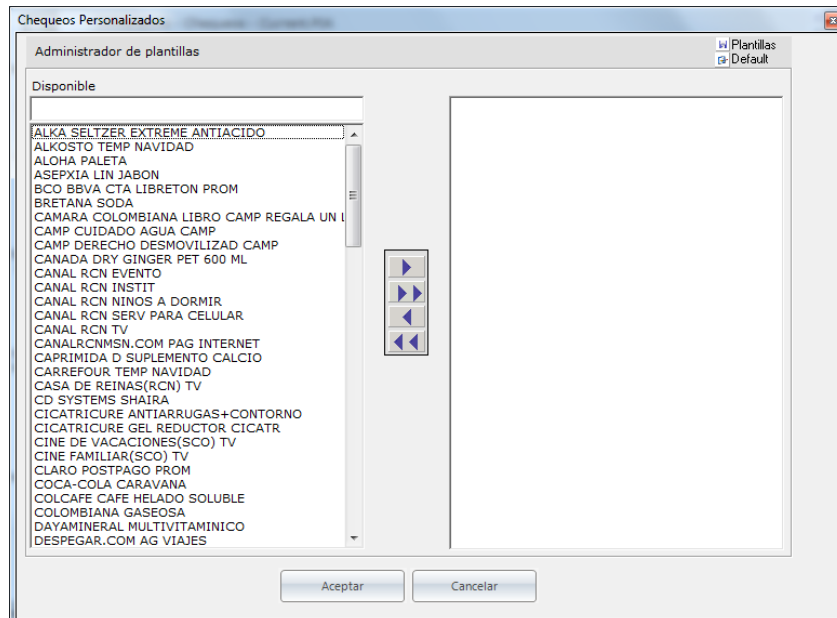 Chequeos Personalizados
Administrador de plantillas
Plantillas
Default
Disponible
ALKA SELTZER EXTREME ANTIACIDO
ALKOSTO TEMP NAVIDAD
ALOHA PALETA
ASEPXIA LIN JABON
BCO BBVA CTA LIBRETON PROM
BRETANA SODA
CAMARA COLOMBIANA LIBRO CAMP REGALA UN L
CAMP CUIDADO AGUA CAMP
CAMP DERECHO DESMOVILIZAD CAMP
CANADA DRY GINGER PET 600 ML
CANAL RCN EVENTO
CANAL RCN INSTIT
CANAL RCN NINOS A DORMIR
CANAL RCN SERV PARA CELULAR
CANAL RCN TV
CANALRCNMSN.COM PAG INTERNET
CAPRIMIDA D SUPLEMENTO CALCIO
CARREFOUR TEMP NAVIDAD
CASA DE REINAS(RCN) TV
CD SYSTEMS SHAIRA
CICATRICURE ANTIARRUGAS+CONTORNO
CICATRICURE GEL REDUCTOR CICATR
CINE DE VACACIONES(SCO) TV
CINE FAMILIAR(SCO) TV
CLARO POSTPAGO PROM
COCA-COLA CARAVANA
COLCAFE CAFE HELADO SOLUBLE
COLOMBIANA GASEOSA
DAYAMINERAL MULTIVITAMINICO
DESPEGAR.COM AG VIAJES
Aceptar
Cancelar